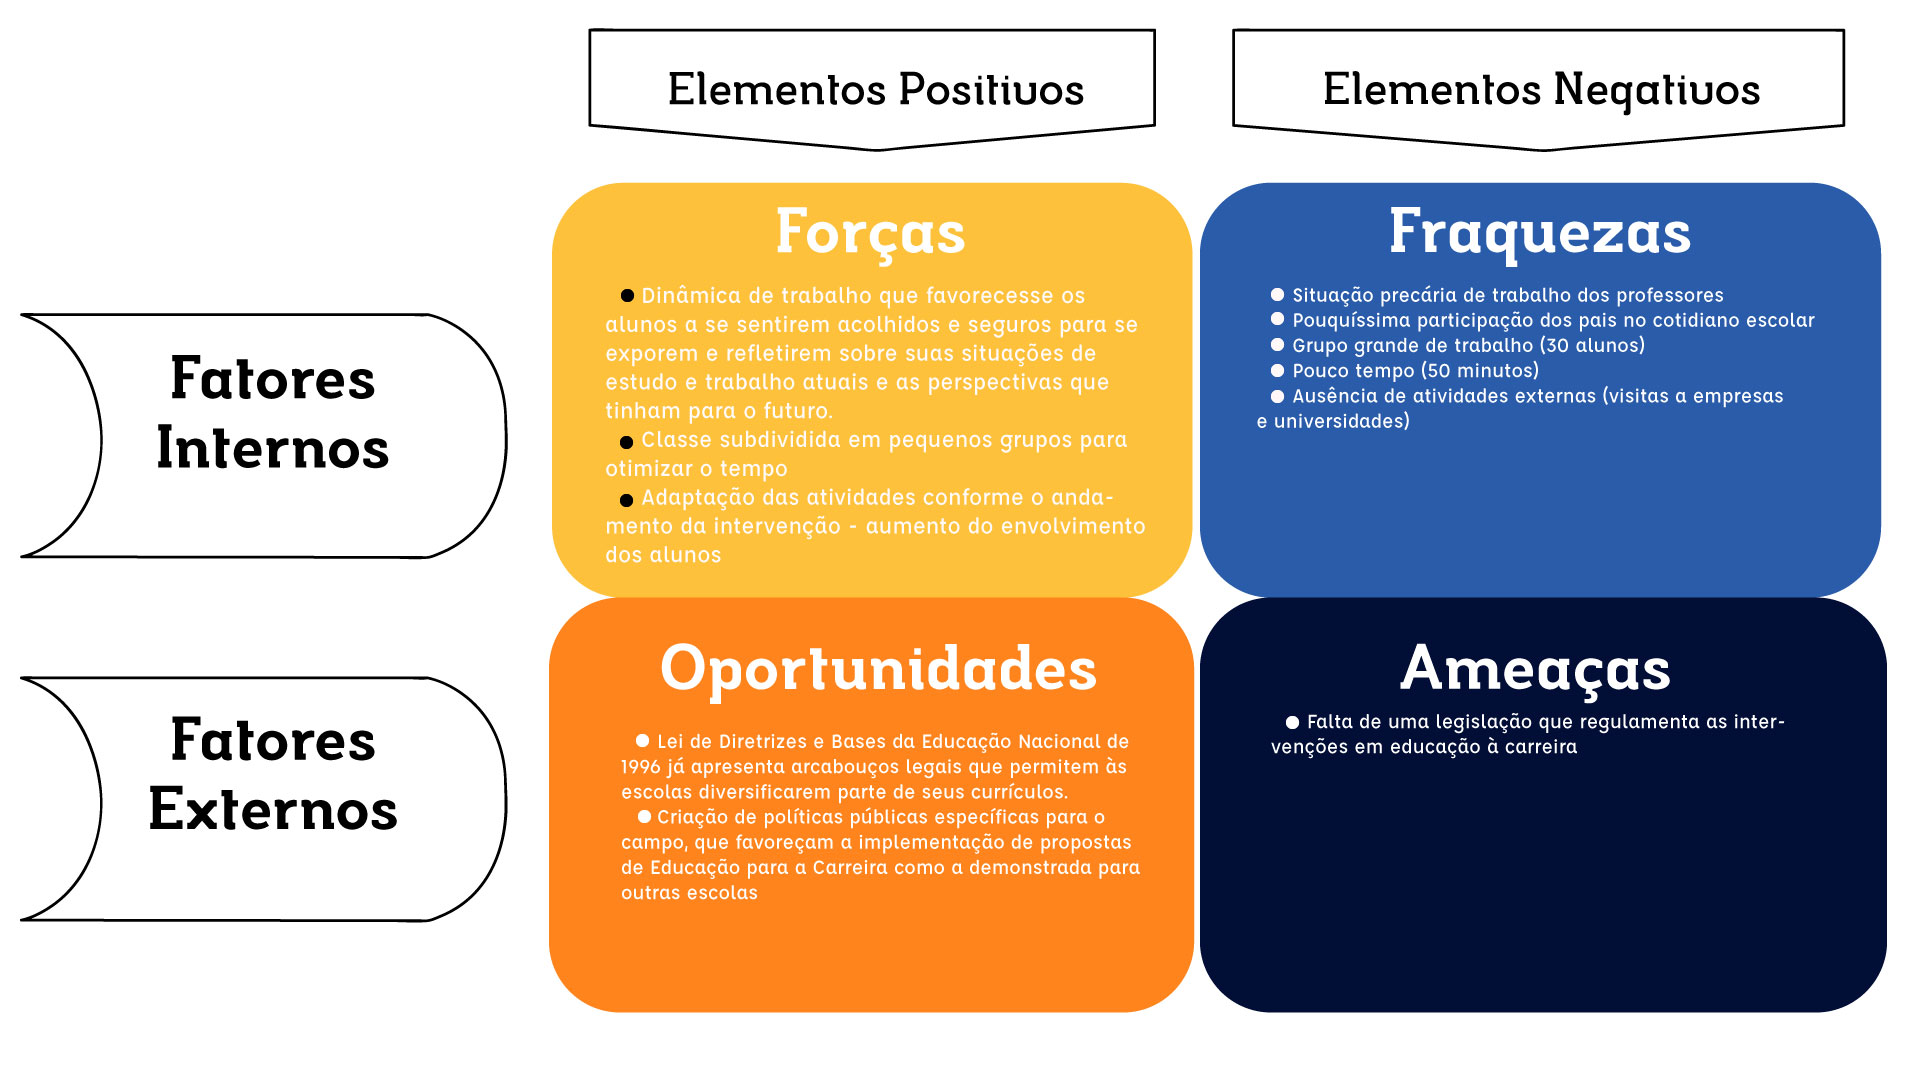 Elementos Positivos
Elementos Negativos
Fatores
Internos
Forças
● Dinâmica de trabalho que favorecesse os
alunos a se sentirem acolhidos e seguros para se
exporem e refletirem sobre suas situações de
estudo e trabalho atuais e as perspectivas que
tinham para o futuro.
● Classe subdividida em pequenos grupos para
otimizar o tempo
● Adaptação das atividades conforme o anda-
mento da intervenção - aumento do envolvimento
dos alunos
Fraquezas
● Situação precária de trabalho dos professores
● Pouquíssima participação dos pais no cotidiano escolar
● Grupo grande de trabalho (30 alunos)
● Pouco tempo (50 minutos)
● Ausência de atividades externas (visitas a empresas
e universidades)
Fatores
Externos
Oportunidades
● Lei de Diretrizes e Bases da Educação Nacional de
1996 já apresenta arcabouços legais que permitem às
escolas diversificarem parte de seus currículos.
● Criação de políticas públicas específicas para o
campo, que favoreçam a implementação de propostas
de Educação para a Carreira como a demonstrada para
outras escolas
Ameaças
● Falta de uma legislação que regulamenta as inter-
venções em educação à carreira